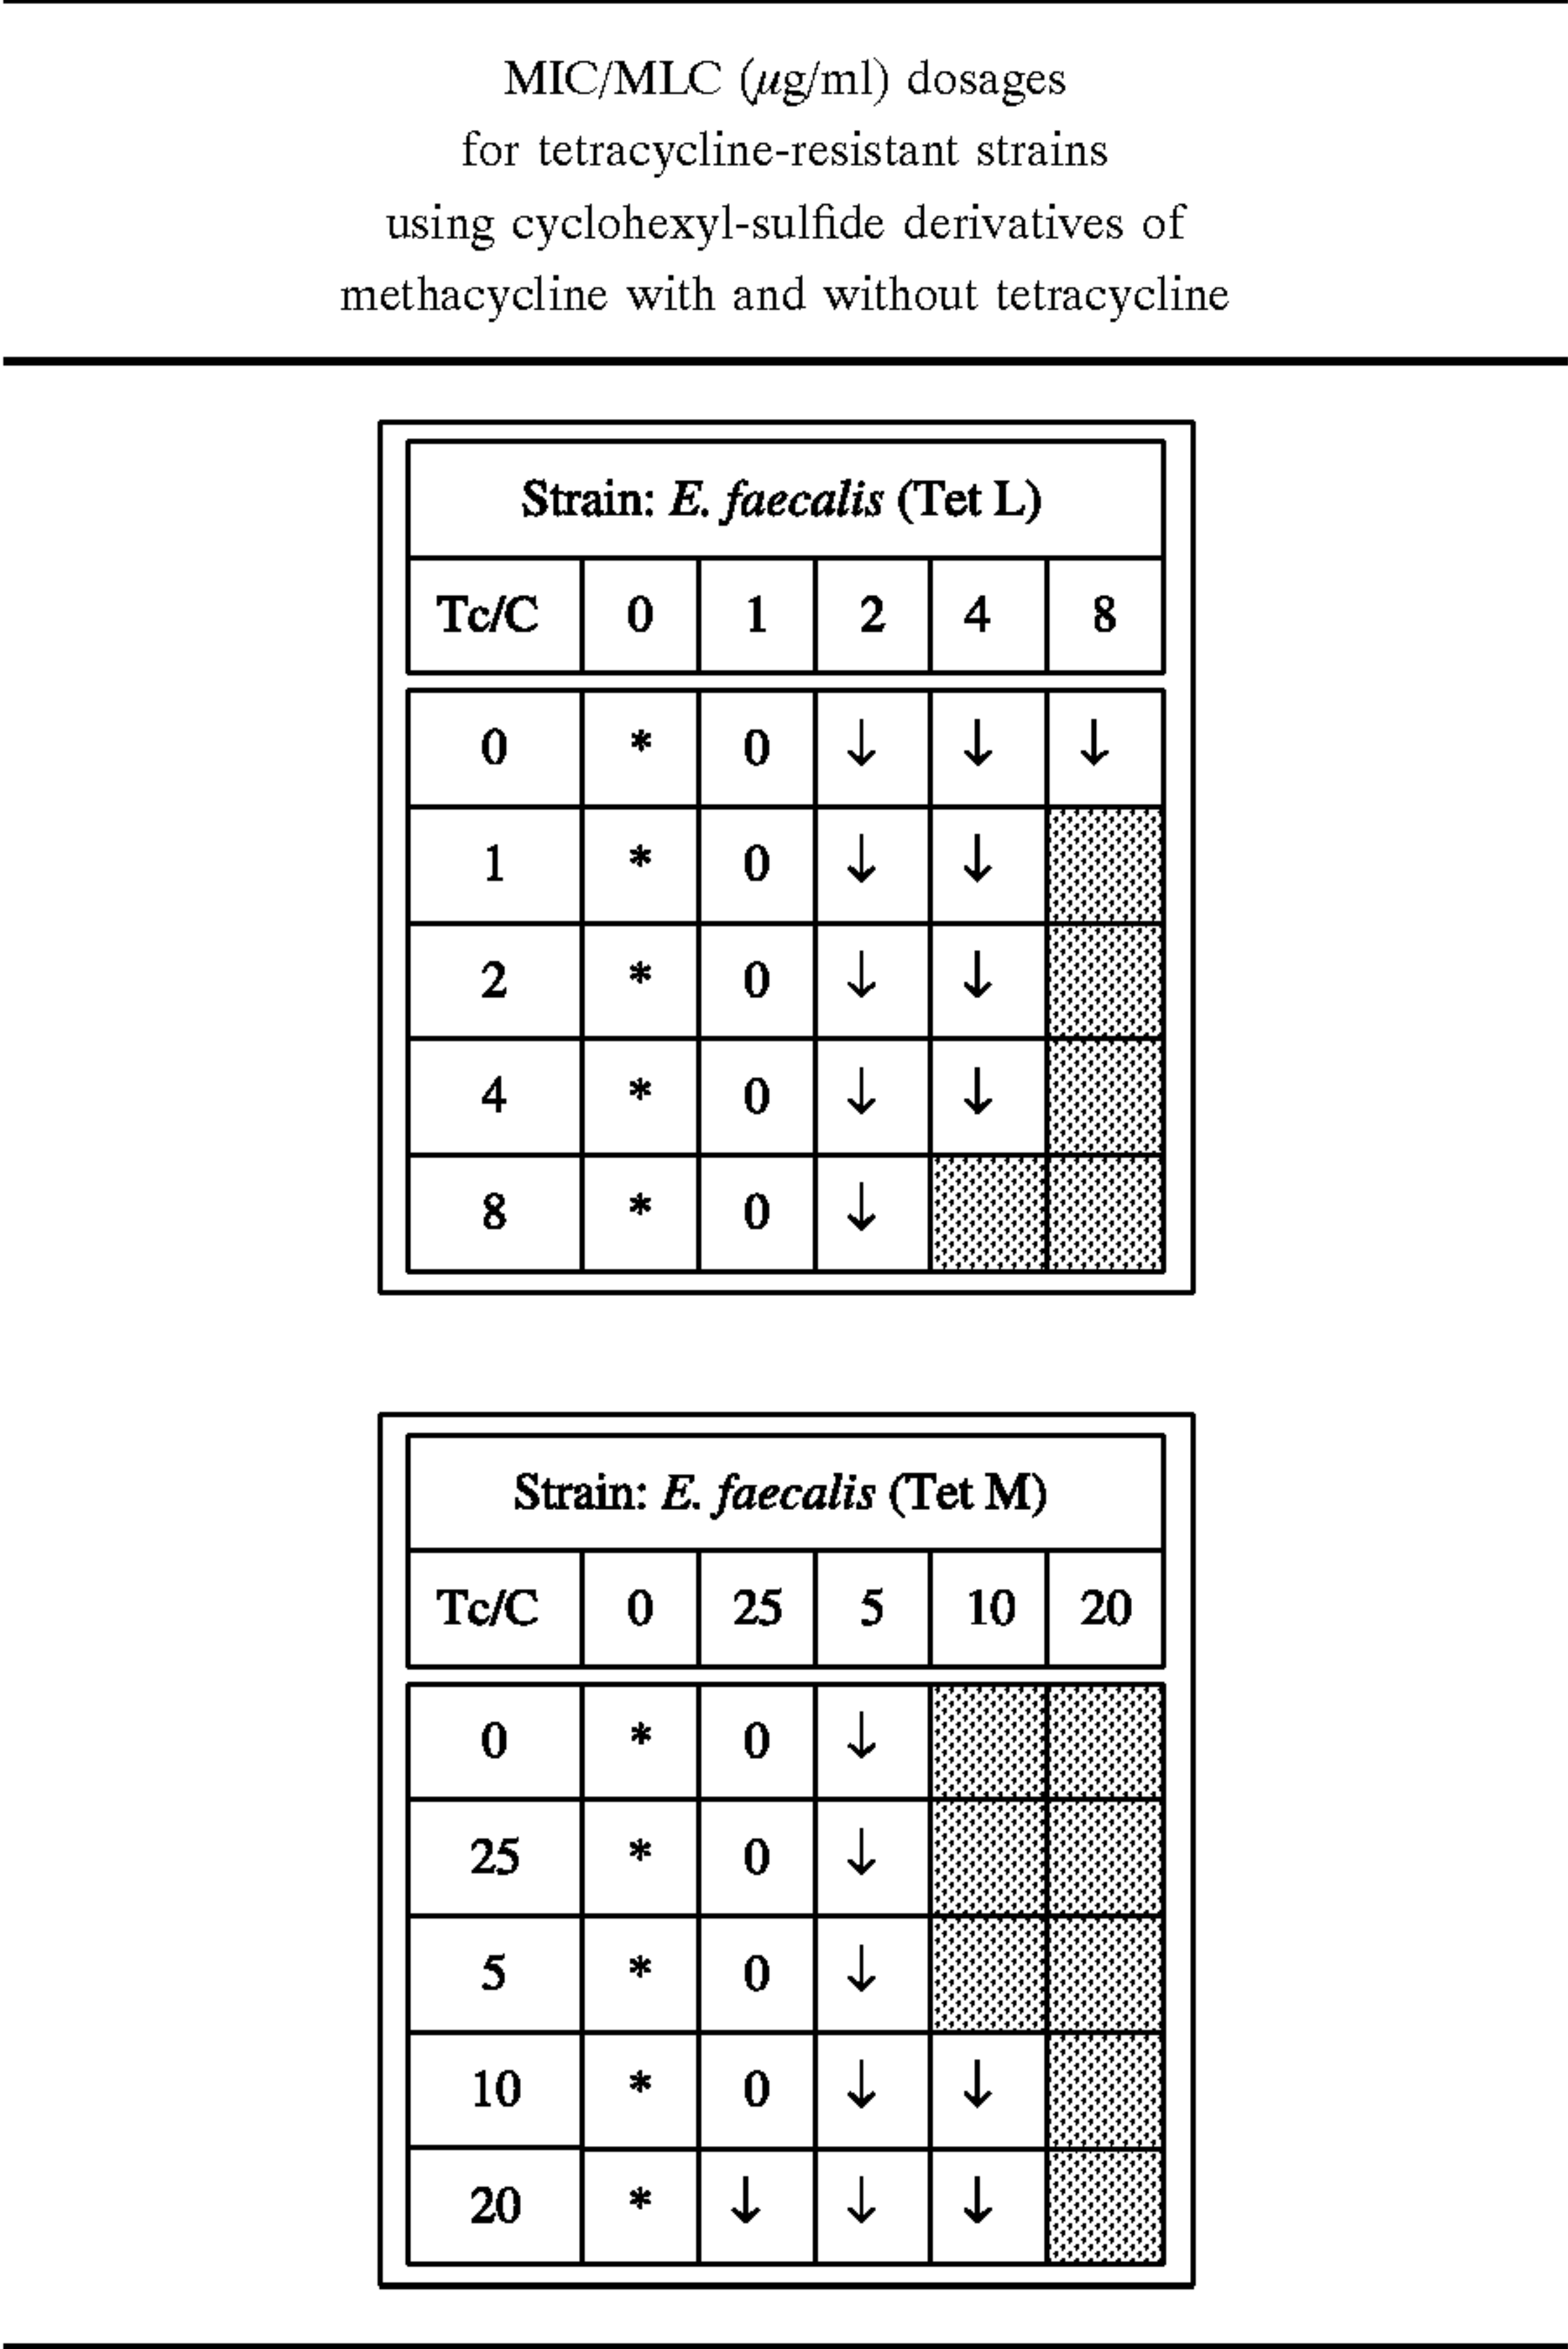 MIC/MLC (μg/ml) dosages
for tetracycline-resistant strains
using cyclohexyl-sulfide derivatives of
methacycline with and without tetracycline
Strain: E. faecalis (Tet L)
Tc/C 0 1 2 4 8
0 * 0 ↓ ↓ ↓
1 * 0 ↓ ↓
2 * 0 ↓ ↓
4 * 0 ↓ ↓
8 * 0 ↓
Strain: E. faecalis (Tet M)
Tc/C 0 25 5 10 20
0 * 0 ↓
25 * 0 ↓
5 * 0 ↓
10 * 0 ↓ ↓
20 * ↓ ↓ ↓